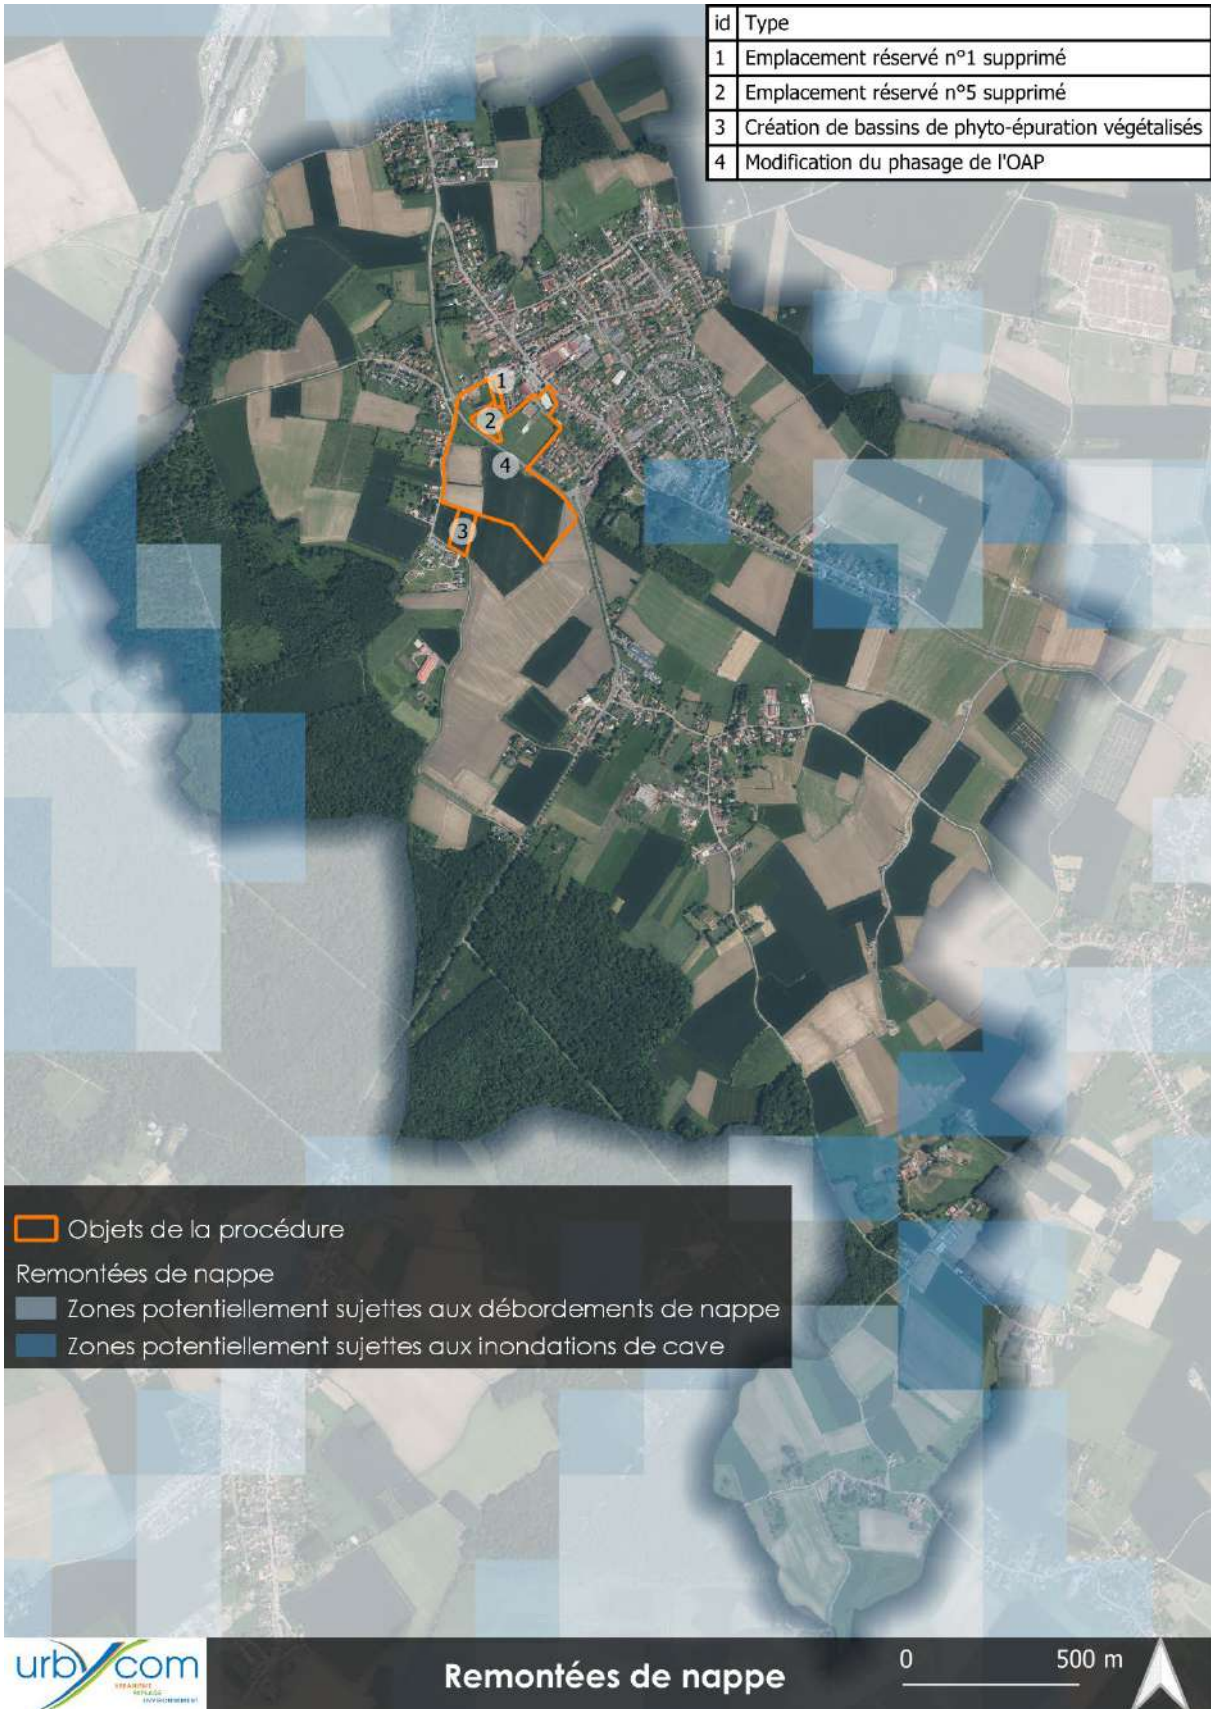 id Type
1 Emplacement réservé n°1 supprimé
2 Emplacement réservé n°5 supprimé
3 Création de bassins de phyto-épuration végétalisés
4 Modification du phasage de l'OAP
1
2
4
3
Objets de la procédure
Remontées de nappe
Zones potentiellement sujettes aux débordements de nappe
Zones potentiellement sujettes aux inondations de cave
urbycom
URBANISME
PAYSAGE
ENVIRONNEMENT
Remontées de nappe
0 500 m